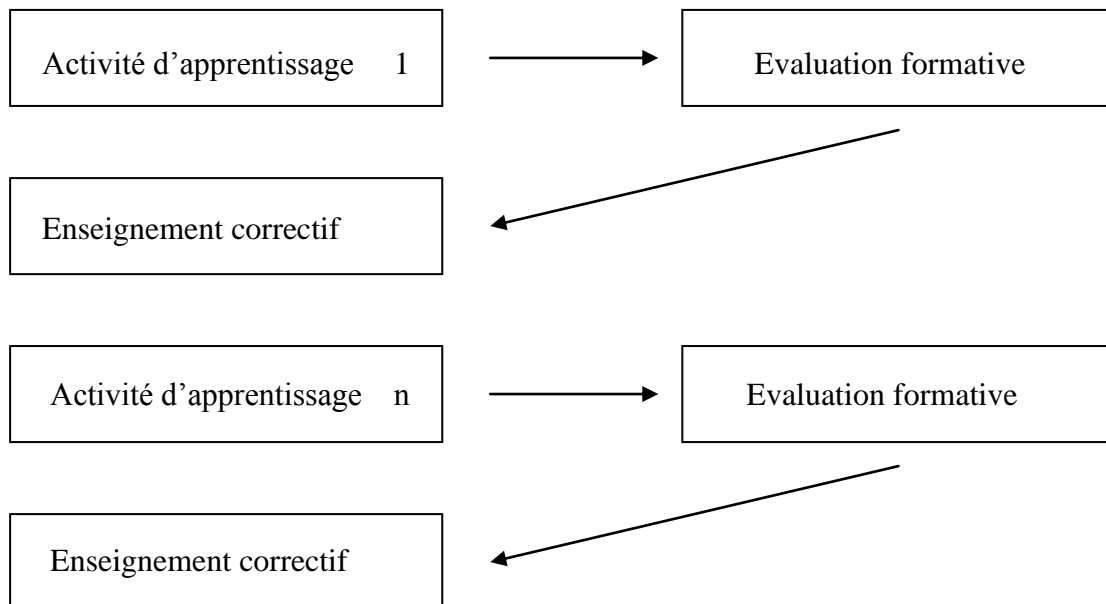 Activité d’apprentissage 1
Evaluation formative
Enseignement correctif
Activité d’apprentissage n
Evaluation formative
Enseignement correctif